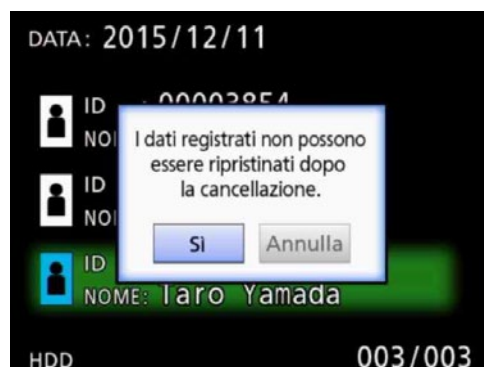 DATA: 2015/12/11
ID : 00003854
NO
I dati registrati non possono
essere ripristinati dopo
la cancellazione.
ID
NO
Sì
Annulla
ID
NOME: Taro Yamada
HDD
003/003